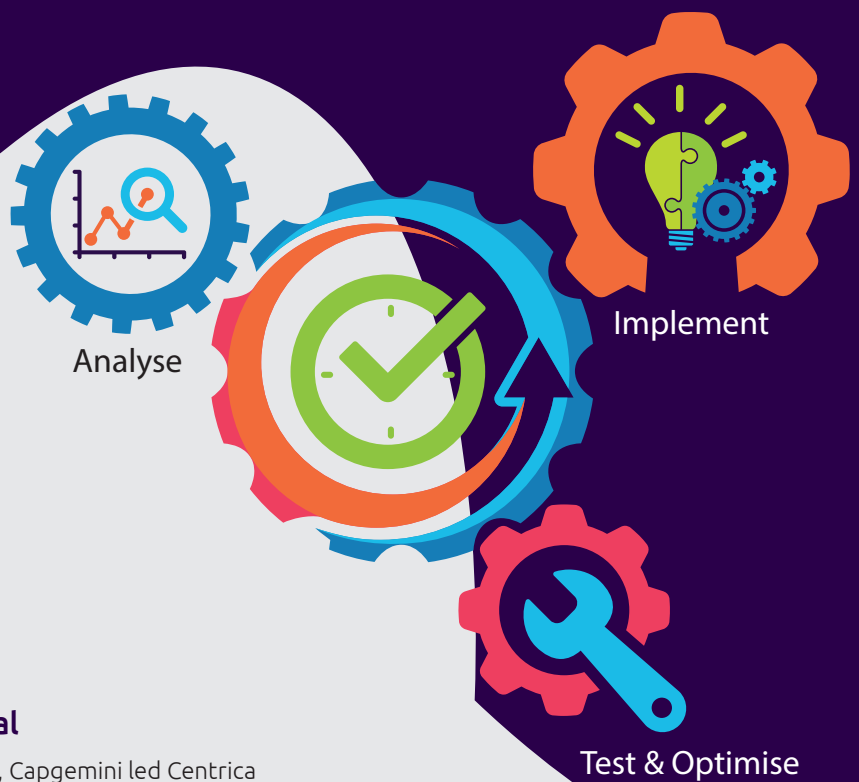 Implement
Analyse
al
, Capgemini led Centrica
Test & Optimise